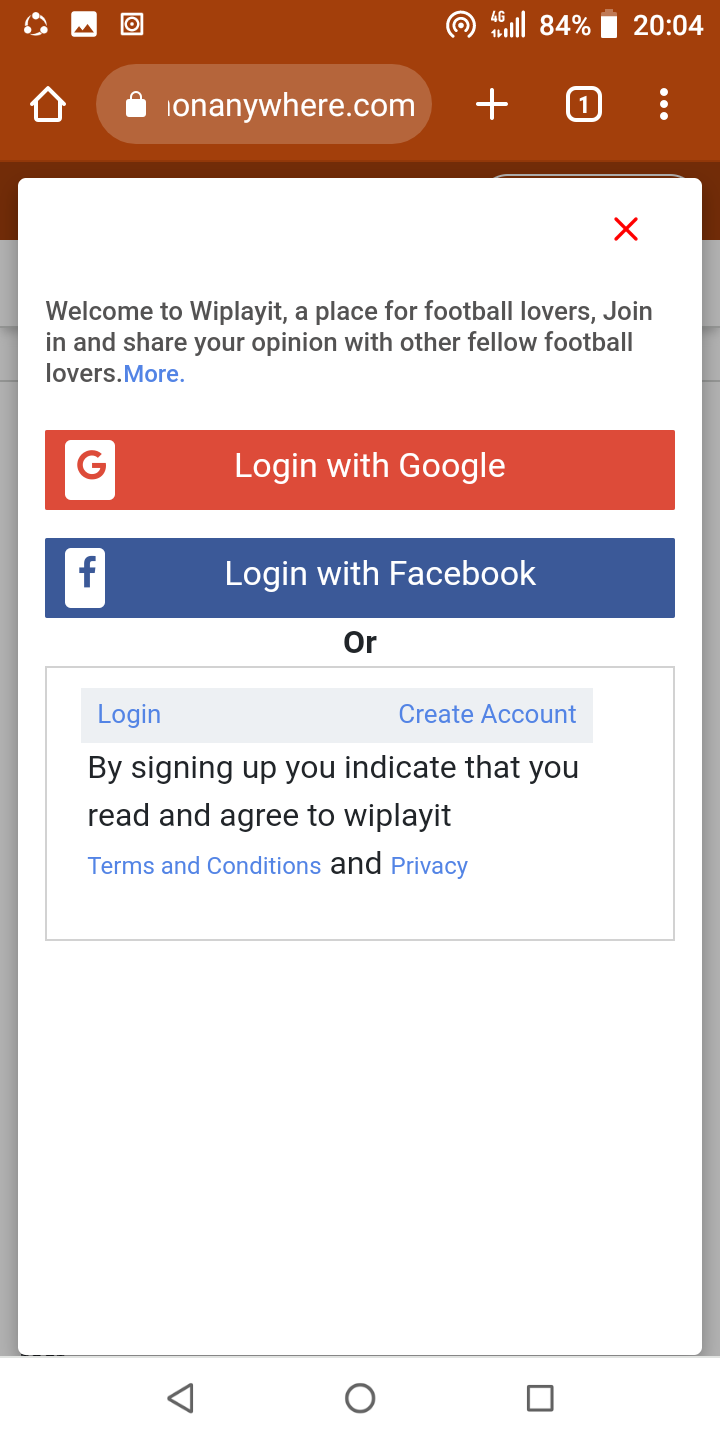 4G 84% 20:04
onanywhere.com 1
Welcome to Wiplayit, a place for football lovers, Join
in and share your opinion with other fellow football
lovers.More.
G Login with Google
f Login with Facebook
Or
Login Create Account
By signing up you indicate that you
read and agree to wiplayit
Terms and Conditions and Privacy